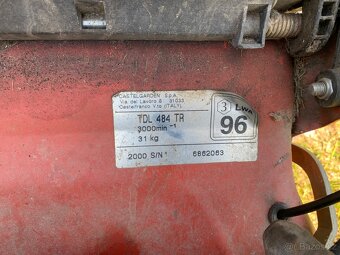 CASTELGARDEN S.p.A.
Via del Lavoro 6 31033
Castelfranco V.to (ITALY)
TDL 484 TR
3000min⁻¹
31 kg
3 LWA
96
2000 S/N° 6862063